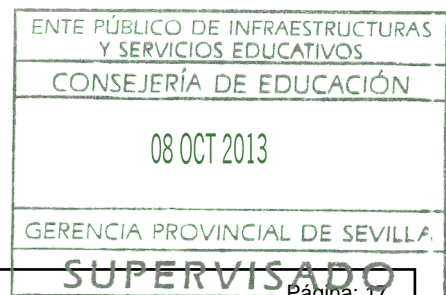 ENTE PÚBLICO DE INFRAESTRUCTURAS
Y SERVICIOS EDUCATIVOS
CONSEJERÍA DE EDUCACIÓN
08 OCT 2013
GERENCIA PROVINCIAL DE SEVILLA
SUPERVISADO
Página: 17